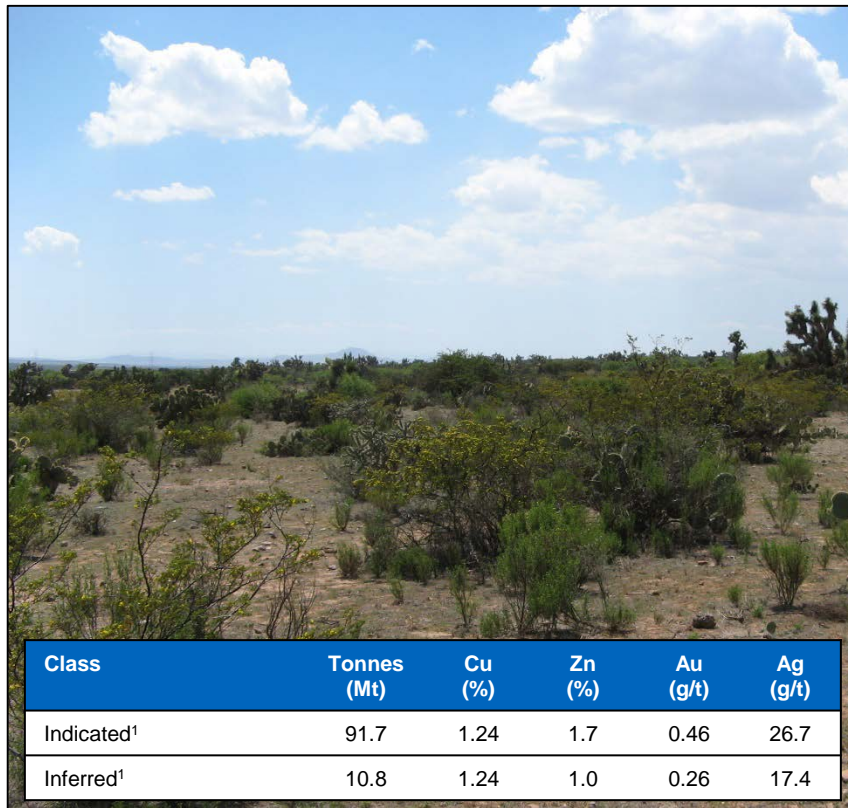 Class Tonnes (Mt) Cu (%) Zn (%) Au (g/t) Ag (g/t)
Indicated¹ 91.7 1.24 1.7 0.46 26.7
Inferred¹ 10.8 1.24 1.0 0.26 17.4